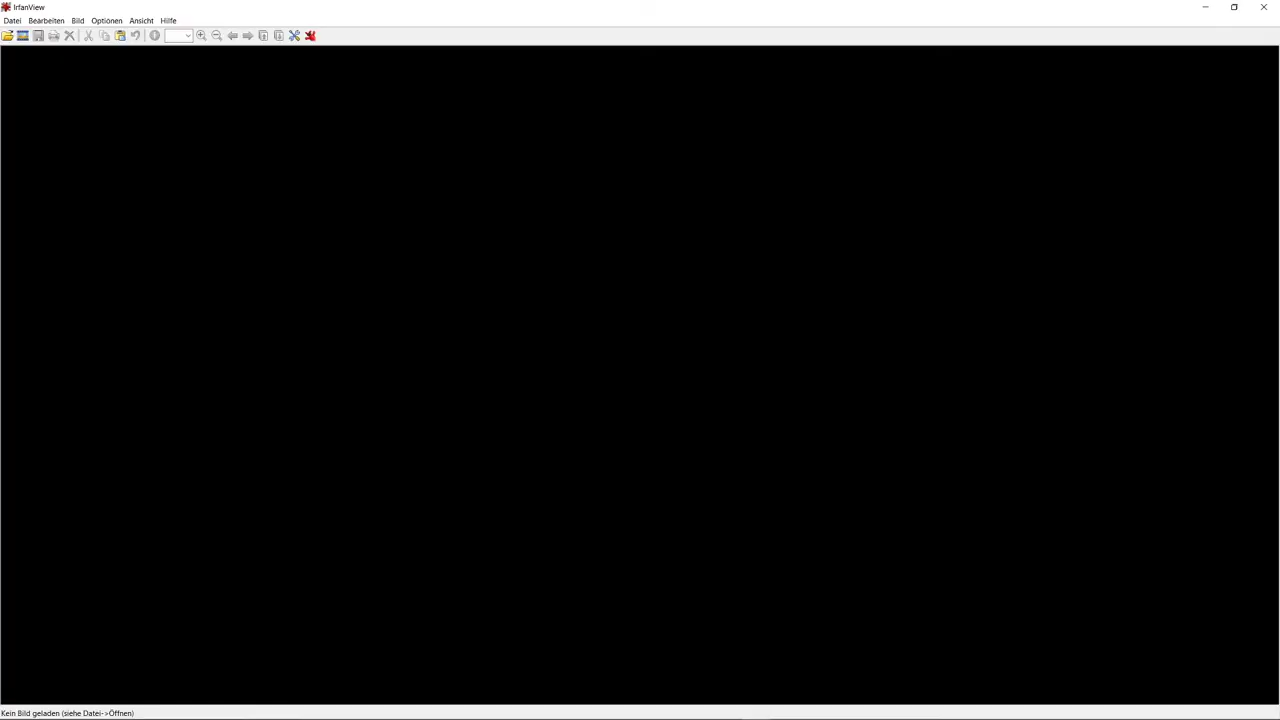 IrfanView
Datei Bearbeiten Bild Optionen Ansicht Hilfe
Kein Bild geladen (siehe Datei->Öffnen)